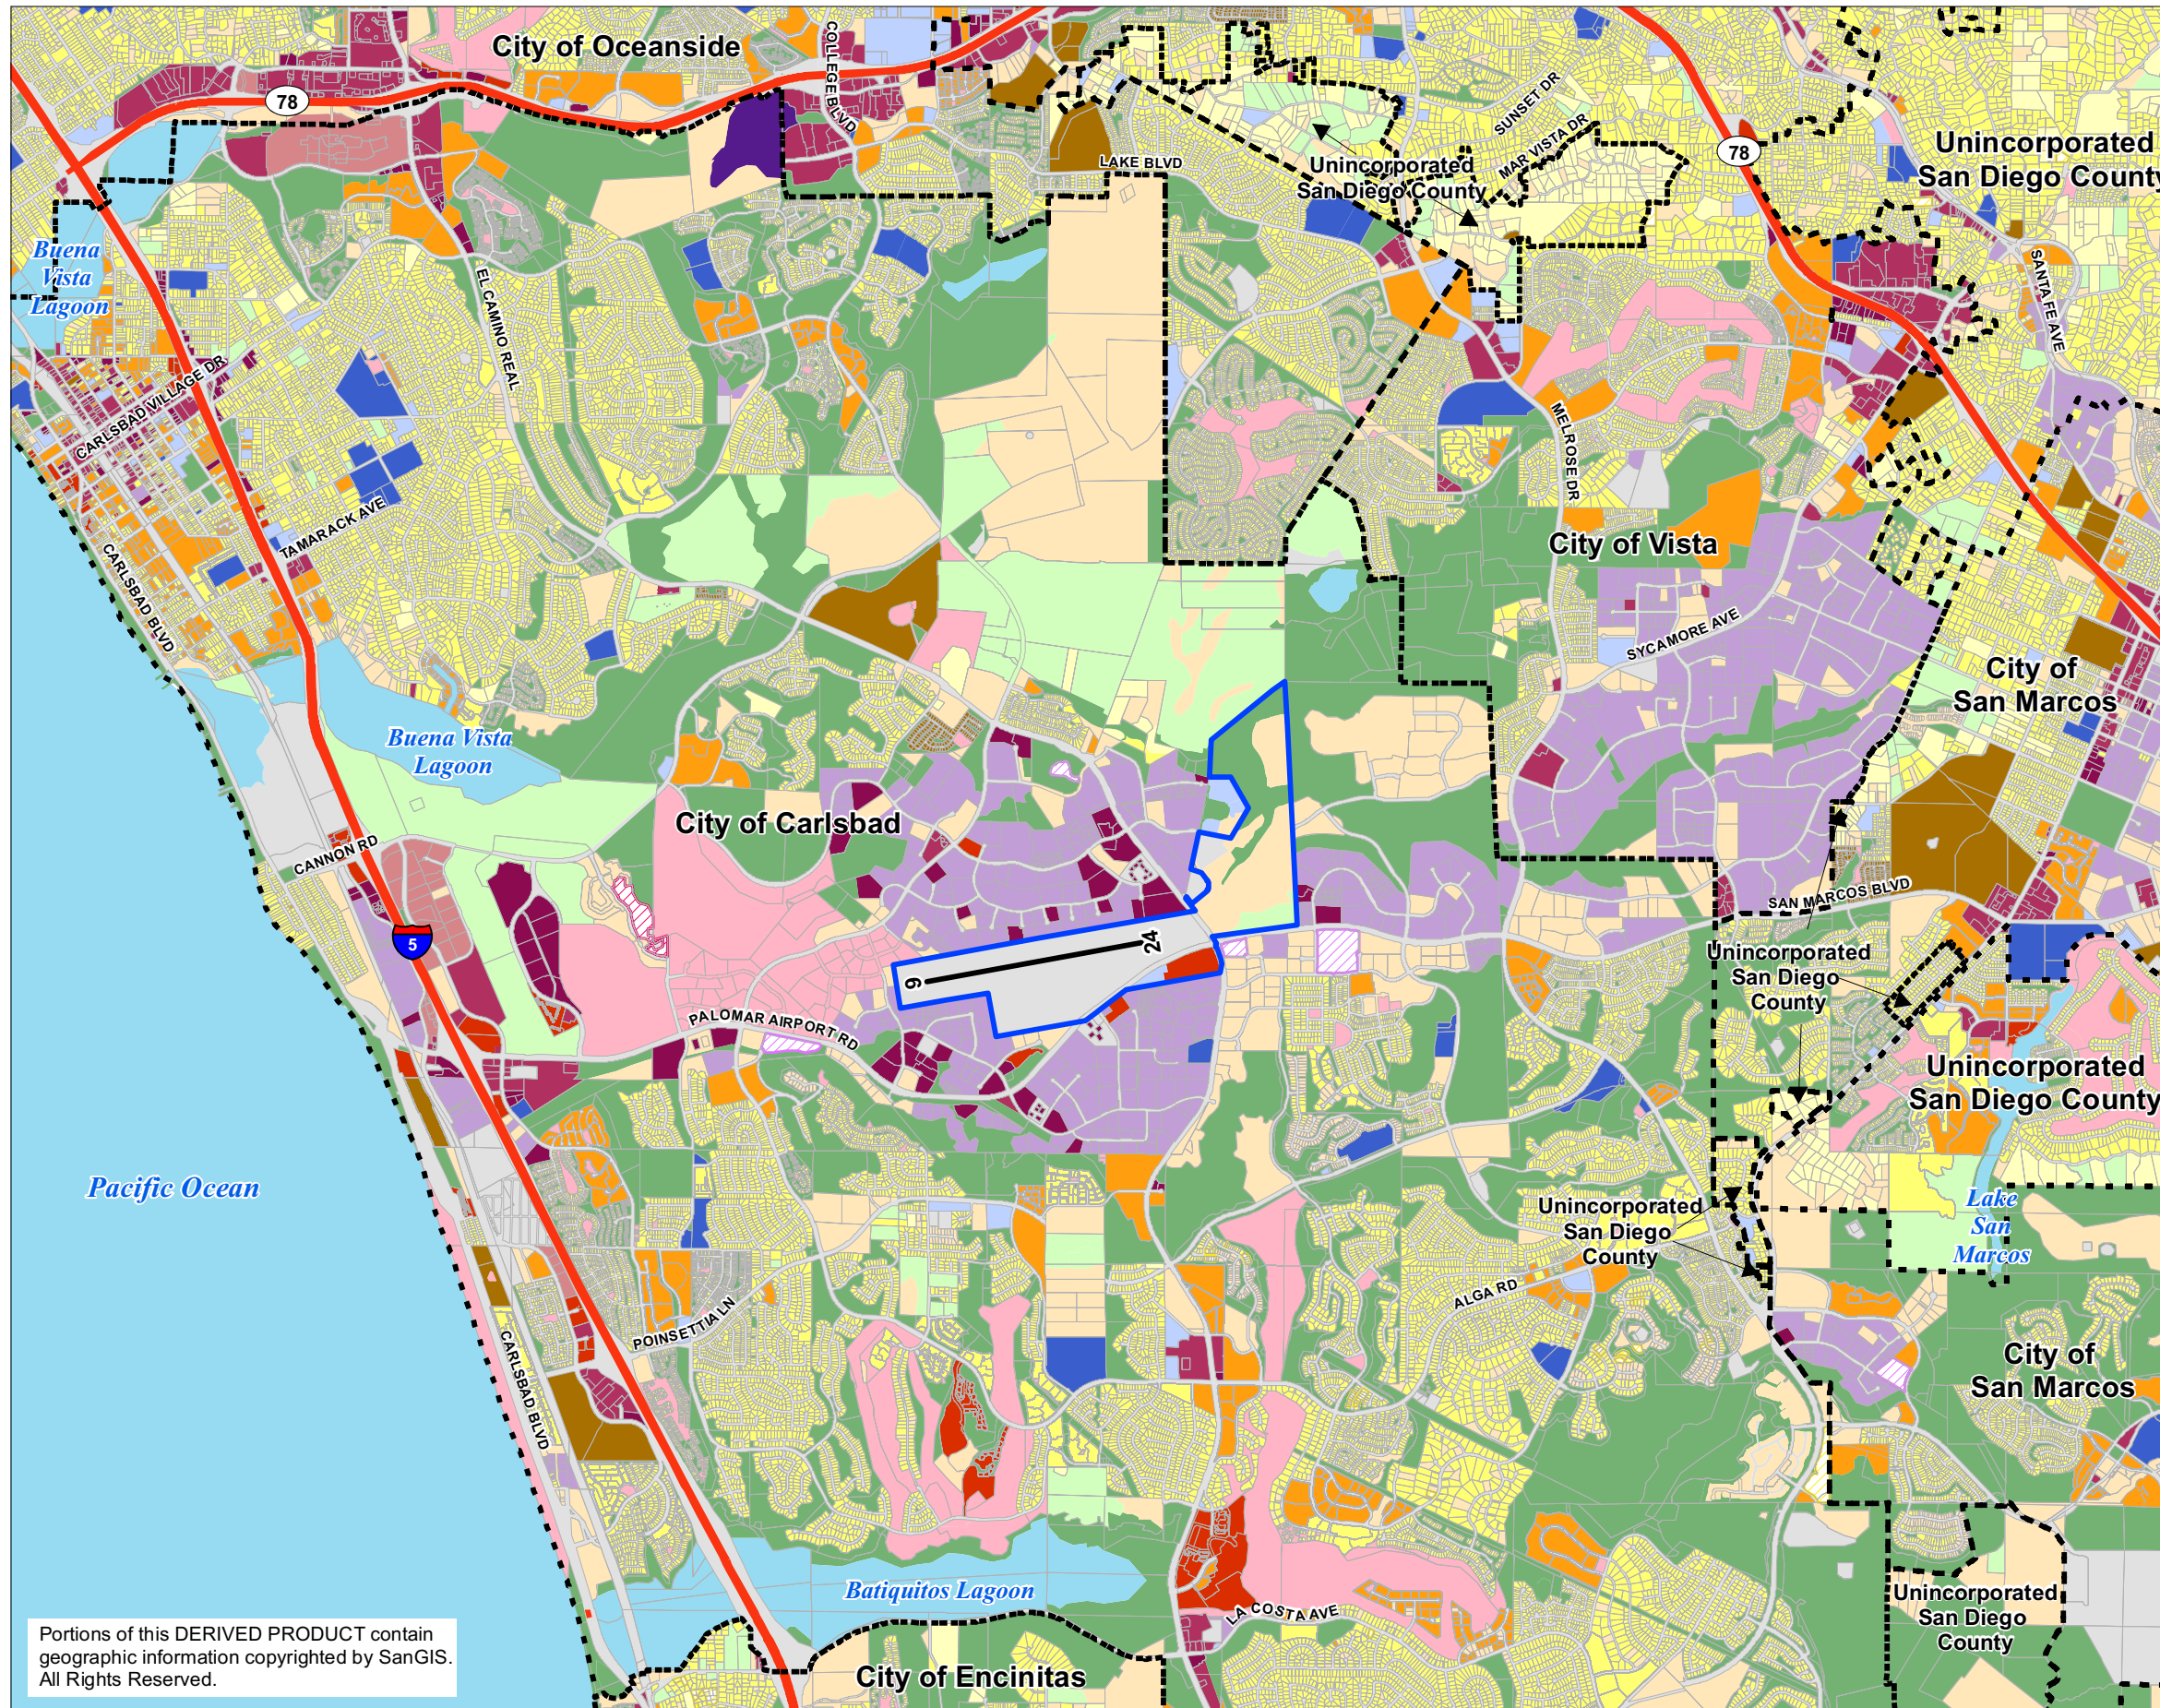 City of Oceanside
COLLEGE BLVD
78
LAKE BLVD
SUNSET DR
MAR VISTA DR
Unincorporated
San Diego County
78
Unincorporated
San Diego County
Buena
Vista
Lagoon
EL CAMINO REAL
SANTA FE AVE
CARLSBAD VILLAGE DR
MELROSE DR
TAMARACK AVE
CARLSBAD BLVD
City of Vista
SYCAMORE AVE
City of
San Marcos
Buena Vista
Lagoon
City of Carlsbad
CANNON RD
5
SAN MARCOS BLVD
24
6
Unincorporated
San Diego
County
PALOMAR AIRPORT RD
Unincorporated
San Diego County
Pacific Ocean
Unincorporated
San Diego
County
Lake
San
Marcos
ALGA RD
POINSETTIA LN
CARLSBAD BLVD
City of
San Marcos
Batiquitos Lagoon
LA COSTA AVE
Unincorporated
San Diego
County
City of Encinitas
Portions of this DERIVED PRODUCT contain
geographic information copyrighted by SanGIS.
All Rights Reserved.